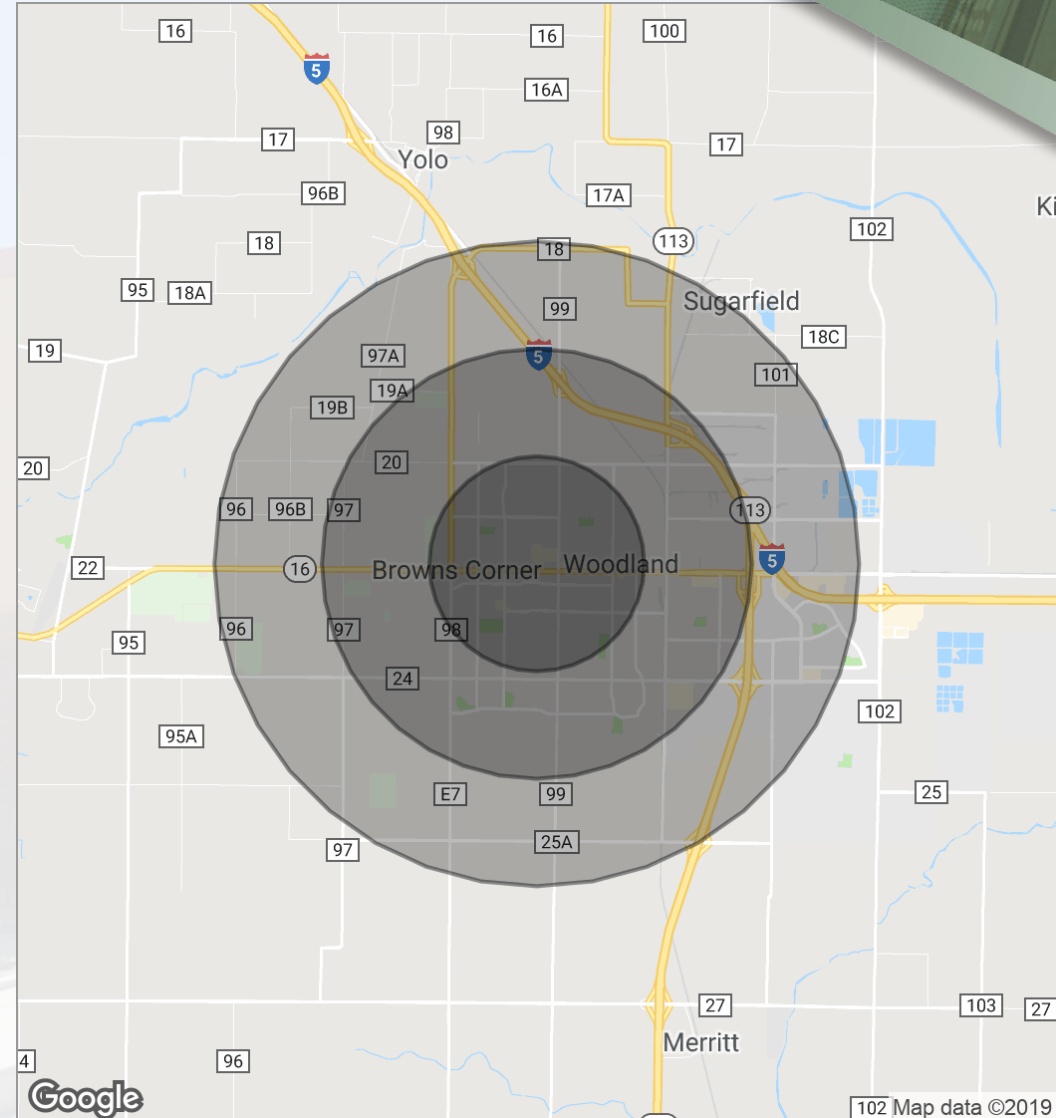 16
16
100
5
16A
98
17
17
Yolo
96B
17A
Ki
102
18
113
18
95
18A
Sugarfield
99
18C
19
97A
5
101
19A
19B
20
20
96
96B
97
113
22
16
Browns Corner
Woodland
5
96
97
98
95
24
102
95A
E7
99
25
25A
97
27
103
27
Merritt
4
96
Google
102
Map data ©2019